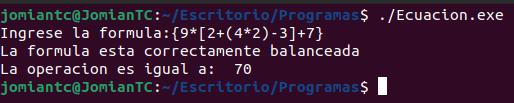 jomiantc@JomianTC:~/Escritorio/Programas$ ./Ecuacion.exe
Ingrese la formula:{9*[2+(4*2)-3]+7}
La formula esta correctamente balanceada
La operacion es igual a:  70
jomiantc@JomianTC:~/Escritorio/Programas$